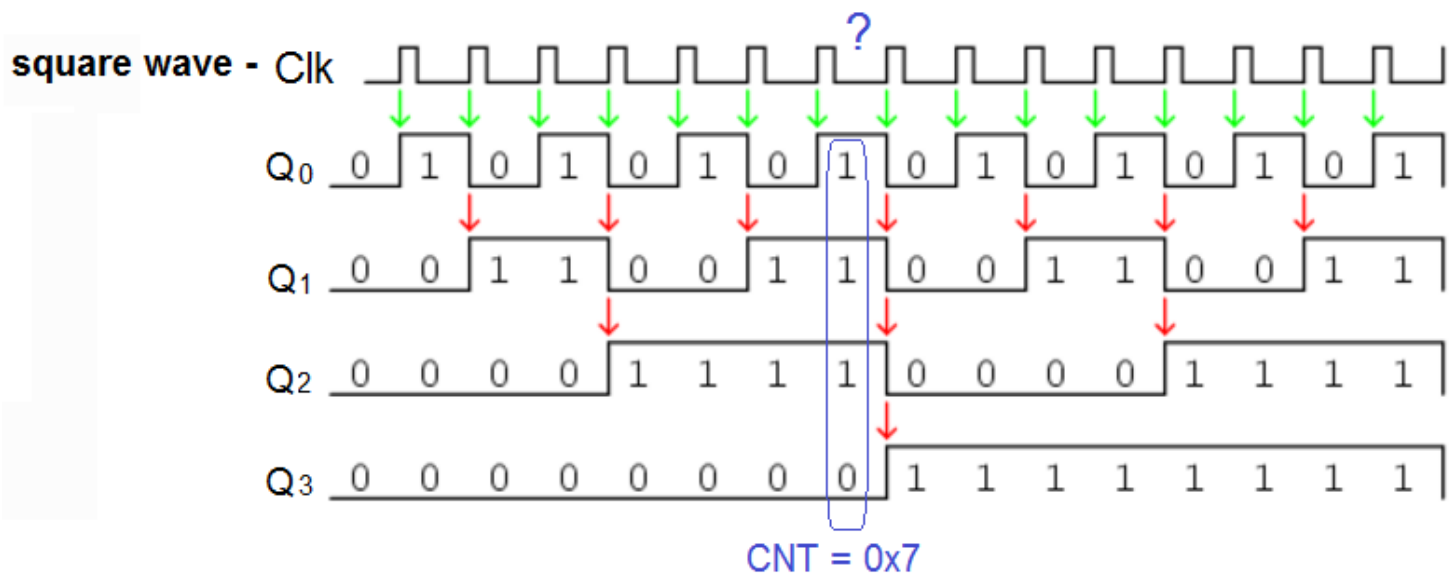 ?
square wave - Clk
Q0 0 1 0 1 0 1 0 1 0 1 0 1 0 1 0 1
Q1 0 0 1 1 0 0 1 1 0 0 1 1 0 0 1 1
Q2 0 0 0 0 1 1 1 1 0 0 0 0 1 1 1 1
Q3 0 0 0 0 0 0 0 0 1 1 1 1 1 1 1 1
CNT = 0x7